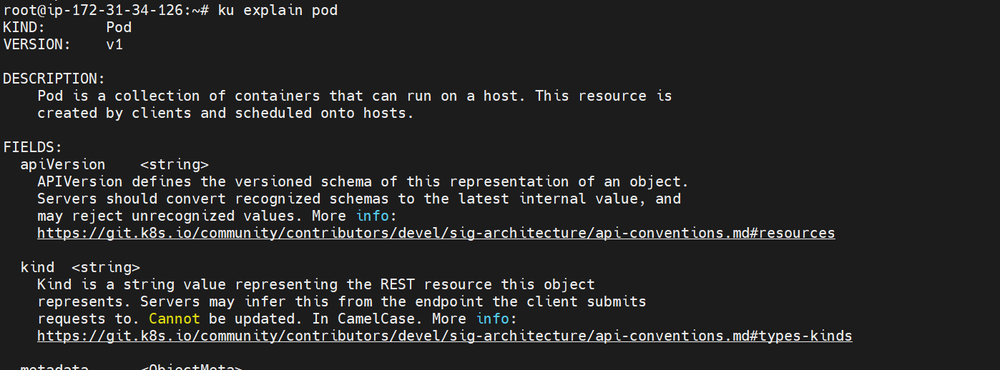 root@ip-172-31-34-126:~# ku explain pod
KIND:       Pod
VERSION:    v1

DESCRIPTION:
    Pod is a collection of containers that can run on a host. This resource is
    created by clients and scheduled onto hosts.

FIELDS:
  apiVersion    <string>
    APIVersion defines the versioned schema of this representation of an object.
    Servers should convert recognized schemas to the latest internal value, and
    may reject unrecognized values. More info:
    https://git.k8s.io/community/contributors/devel/sig-architecture/api-conventions.md#resources

  kind  <string>
    Kind is a string value representing the REST resource this object
    represents. Servers may infer this from the endpoint the client submits
    requests to. Cannot be updated. In CamelCase. More info:
    https://git.k8s.io/community/contributors/devel/sig-architecture/api-conventions.md#types-kinds

  metadata      <ObjectMeta>